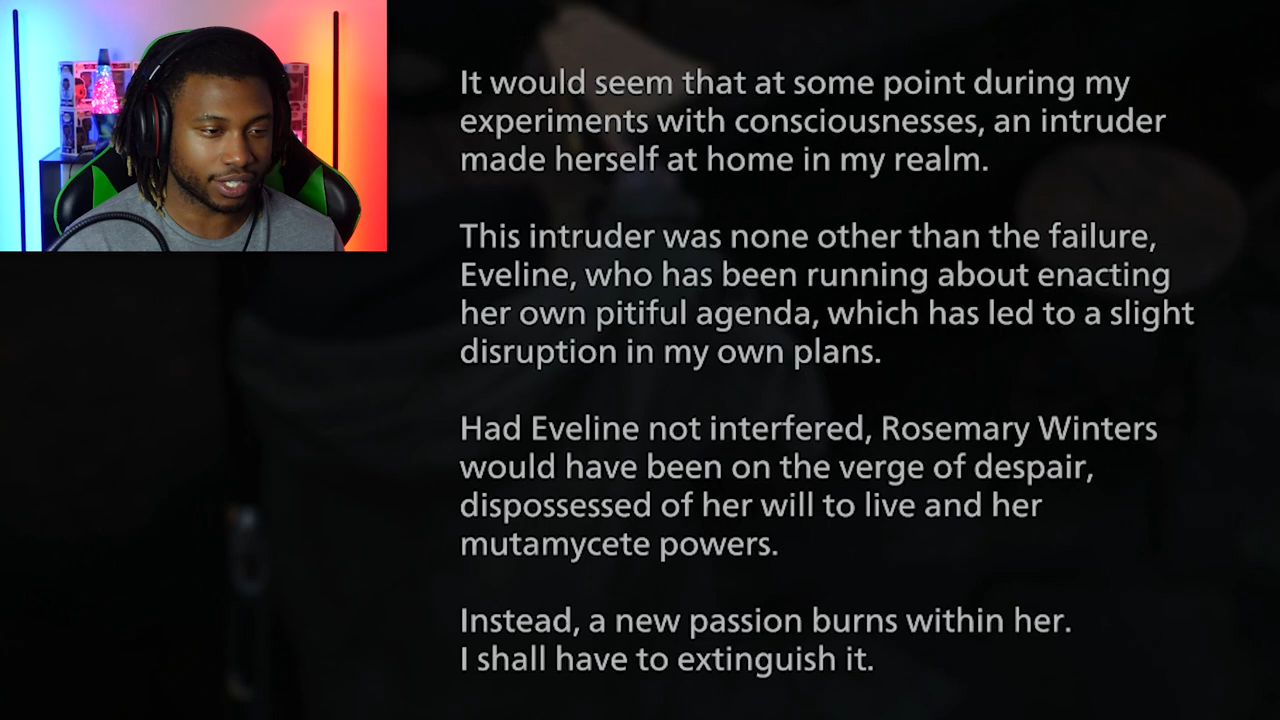 It would seem that at some point during my
experiments with consciousnesses, an intruder
made herself at home in my realm.
This intruder was none other than the failure,
Eveline, who has been running about enacting
her own pitiful agenda, which has led to a slight
disruption in my own plans.
Had Eveline not interfered, Rosemary Winters
would have been on the verge of despair,
dispossessed of her will to live and her
mutamycete powers.
Instead, a new passion burns within her.
I shall have to extinguish it.